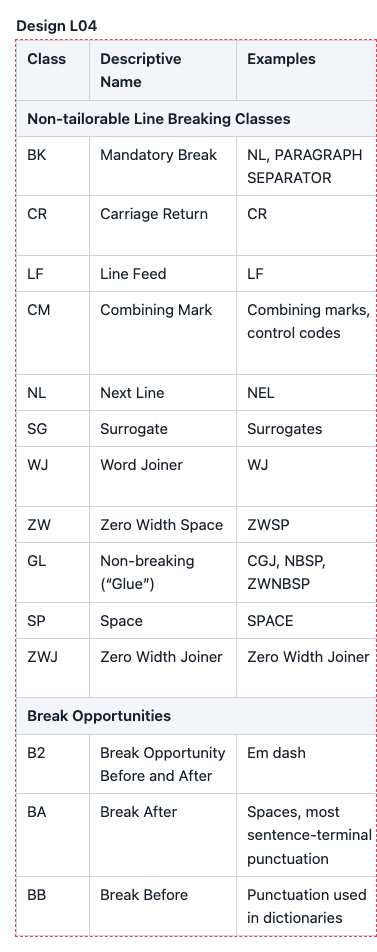 Design L04
Class Descriptive Name Examples
Non-tailorable Line Breaking Classes
BK Mandatory Break NL, PARAGRAPH SEPARATOR
CR Carriage Return CR
LF Line Feed LF
CM Combining Mark Combining marks, control codes
NL Next Line NEL
SG Surrogate Surrogates
WJ Word Joiner WJ
ZW Zero Width Space ZWSP
GL Non-breaking (“Glue”) CGJ, NBSP, ZWNBSP
SP Space SPACE
ZWJ Zero Width Joiner Zero Width Joiner
Break Opportunities
B2 Break Opportunity Before and After Em dash
BA Break After Spaces, most sentence-terminal punctuation
BB Break Before Punctuation used in dictionaries